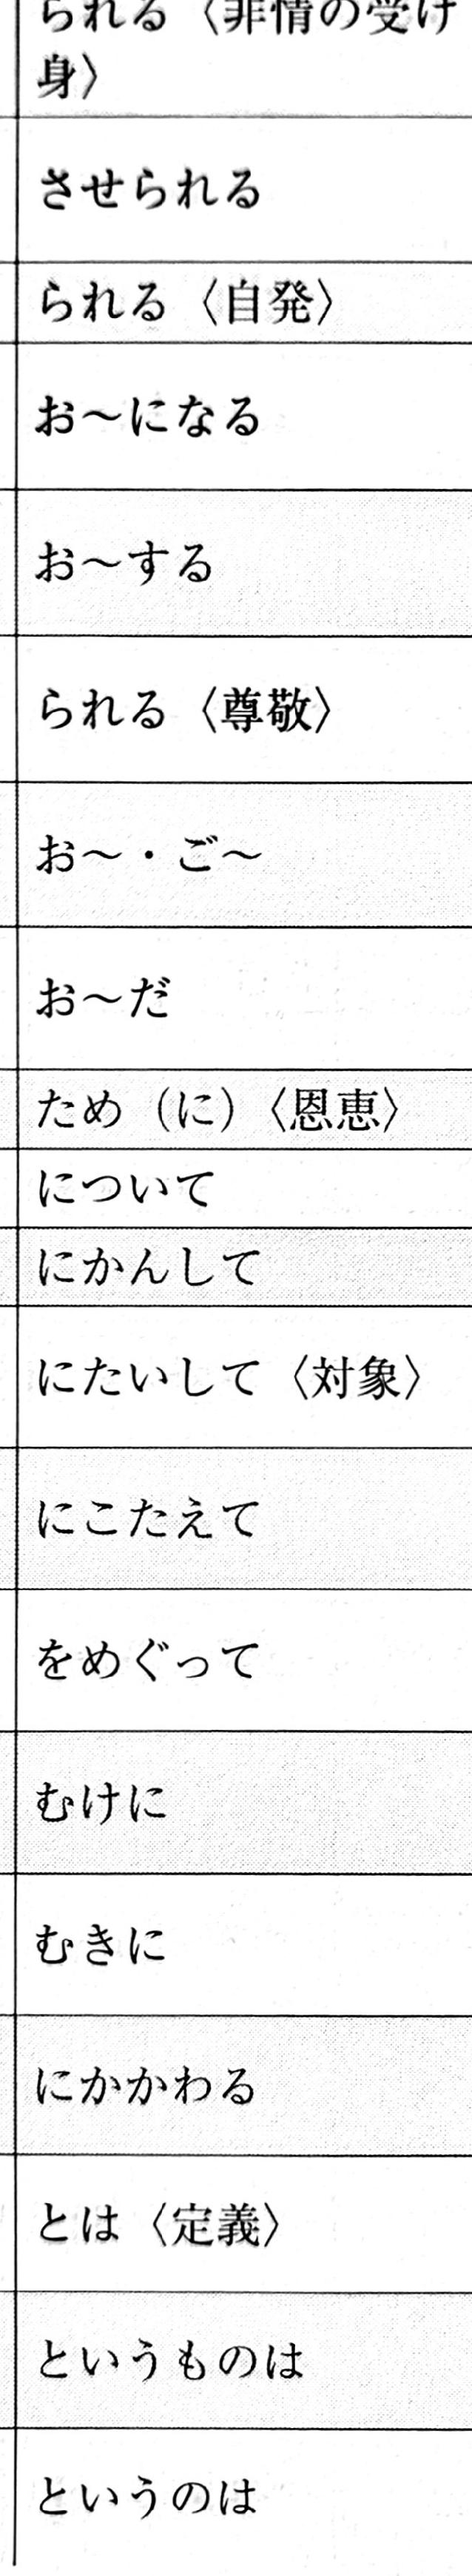 られる〈非情の受け
身〉
させられる
られる〈自発〉
お～になる
お～する
られる〈尊敬〉
お～・ご～
お～だ
ため（に）〈恩恵〉
について
にかんして
にたいして〈対象〉
にこたえて
をめぐって
むけに
むきに
にかかわる
とは〈定義〉
というものは
というのは